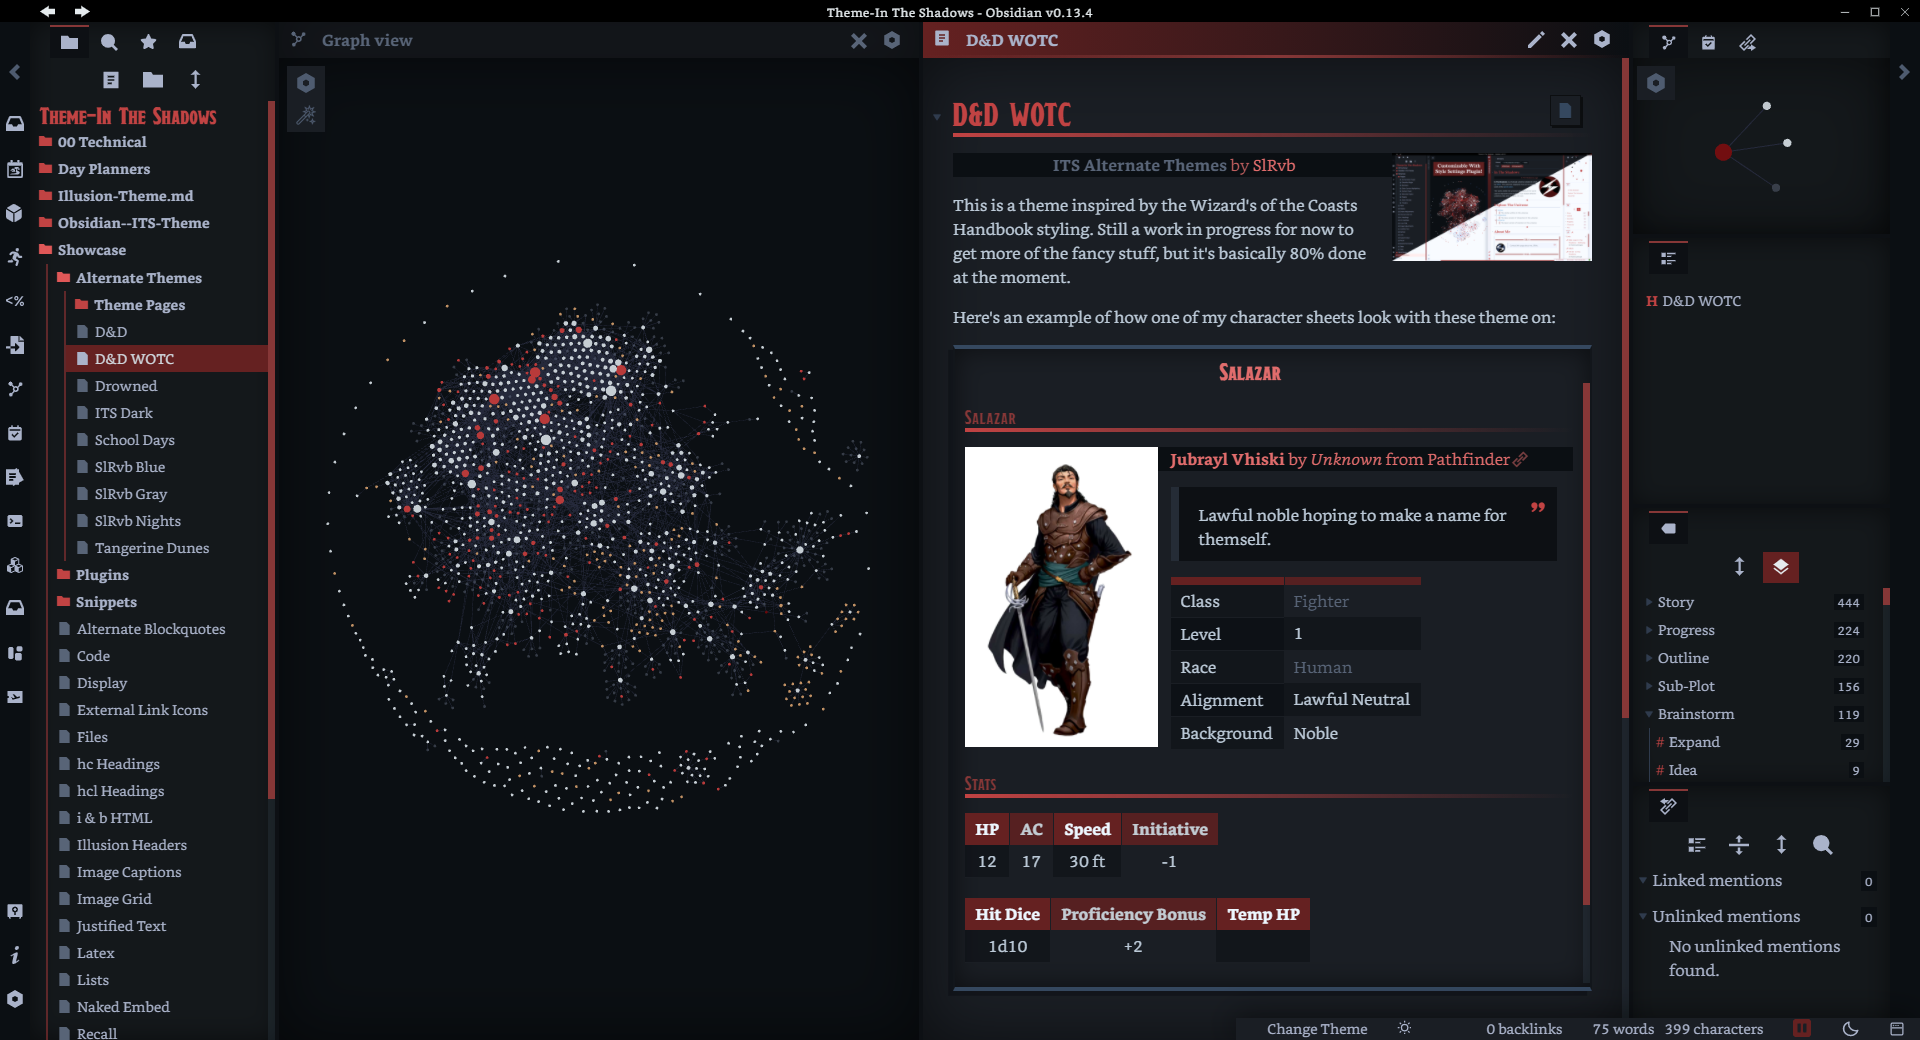 Theme-In The Shadows - Obsidian v0.13.4
Graph view
D&D WOTC
Theme-In The Shadows
00 Technical
Day Planners
Illusion-Theme.md
Obsidian--ITS-Theme
Showcase
Alternate Themes
Theme Pages
D&D
D&D WOTC
Drowned
ITS Dark
School Days
SlRvb Blue
SlRvb Gray
SlRvb Nights
Tangerine Dunes
Plugins
Snippets
Alternate Blockquotes
Code
Display
External Link Icons
Files
hc Headings
hcl Headings
i & b HTML
Illusion Headers
Image Captions
Image Grid
Justified Text
Latex
Lists
Naked Embed
Recall
<%
D&D WOTC
ITS Alternate Themes by SlRvb
Customizable With
Style Settings Plugin!
This is a theme inspired by the Wizard's of the Coasts
Handbook styling. Still a work in progress for now to
get more of the fancy stuff, but it's basically 80% done
at the moment.
Here's an example of how one of my character sheets look with these theme on:
Salazar
Salazar
Jubrayl Vhiski by Unknown from Pathfinder
Lawful noble hoping to make a name for
themself.
Class Fighter
Level 1
Race Human
Alignment Lawful Neutral
Background Noble
Stats
HP AC Speed Initiative
12 17 30 ft -1
Hit Dice Proficiency Bonus Temp HP
1d10 +2
H D&D WOTC
Story 444
Progress 224
Outline 220
Sub-Plot 156
Brainstorm 119
# Expand 29
# Idea 9
Linked mentions 0
Unlinked mentions 0
No unlinked mentions
found.
Change Theme 0 backlinks 75 words 399 characters